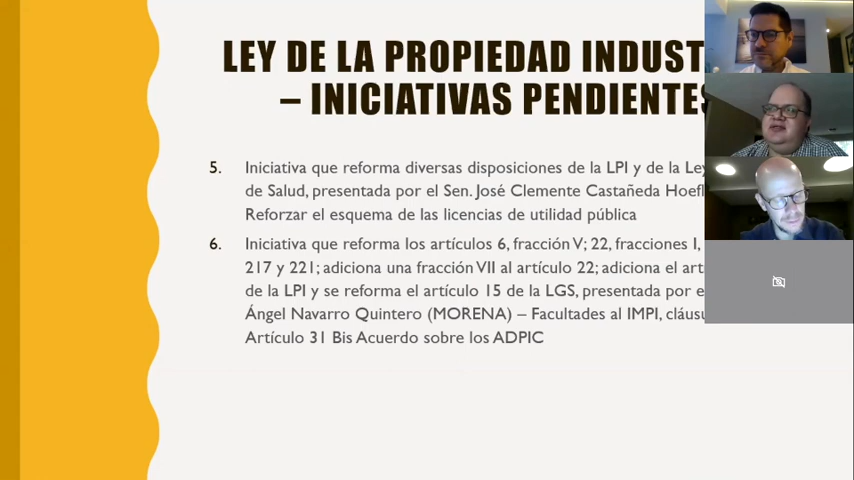 LEY DE LA PROPIEDAD INDUST
– INICIATIVAS PENDIENTES
5. Iniciativa que reforma diversas disposiciones de la LPI y de la Ley
de Salud, presentada por el Sen. José Clemente Castañeda Hoefl
Reforzar el esquema de las licencias de utilidad pública
6. Iniciativa que reforma los artículos 6, fracción V; 22, fracciones I,
217 y 221; adiciona una fracción VII al artículo 22; adiciona el art
de la LPI y se reforma el artículo 15 de la LGS, presentada por e
Ángel Navarro Quintero (MORENA) – Facultades al IMPI, cláusu
Artículo 31 Bis Acuerdo sobre los ADPIC